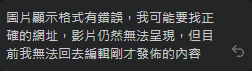 圖片顯示格式有錯誤，我可能要找正
確的網址，影片仍然無法呈現，但目
前我無法回去編輯剛才發佈的內容